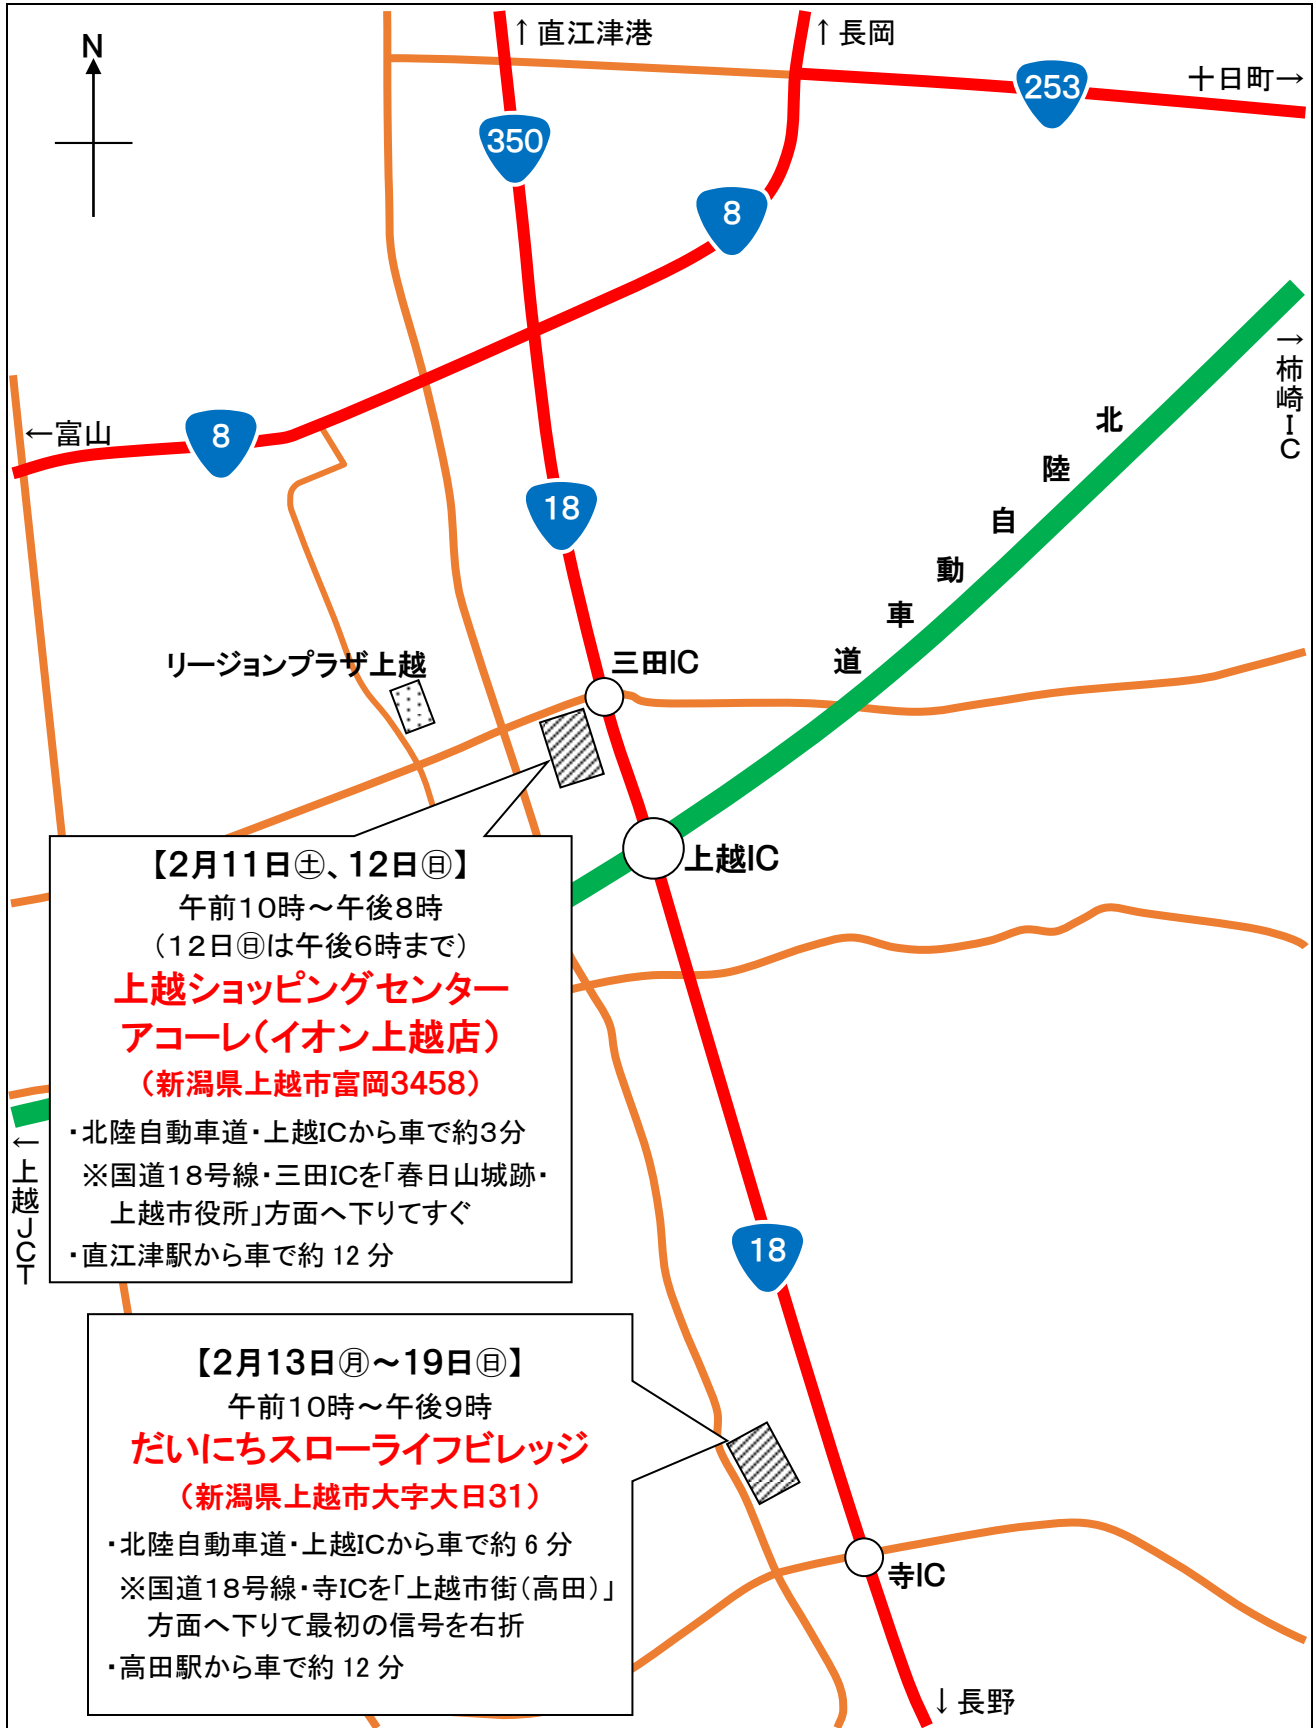 N
↑直江津港
↑長岡
十日町→
253
350
8
→柿崎IC
←富山
8
18
北陸自動車道
リージョンプラザ上越
三田IC
上越IC
【2月11日㊏、12日㊐】
午前10時～午後8時
（12日㊐は午後6時まで）
上越ショッピングセンター
アコーレ（イオン上越店）
（新潟県上越市富岡3458）
・北陸自動車道・上越ICから車で約3分
※国道18号線・三田ICを「春日山城跡・
上越市役所」方面へ下りてすぐ
・直江津駅から車で約 12 分
←上越JCT
18
【2月13日㊊～19日㊐】
午前10時～午後9時
だいにちスローライフビレッジ
（新潟県上越市大字大日31）
・北陸自動車道・上越ICから車で約 6 分
※国道18号線・寺ICを「上越市街（高田）」
方面へ下りて最初の信号を右折
・高田駅から車で約 12 分
寺IC
↓長野